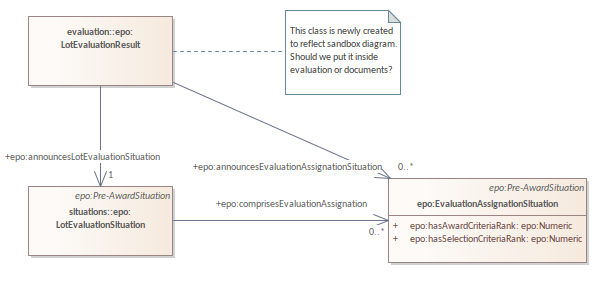 evaluation::epo:
LotEvaluationResult
This class is newly created
to reflect sandbox diagram.
Should we put it inside
evaluation or documents?
+epo:announcesLotEvaluationSituation
1
+epo:announcesEvaluationAssignationSituation
0..*
epo:Pre-AwardSituation
situations::epo:
LotEvaluationSituation
+epo:comprisesEvaluationAssignation
0..*
epo:Pre-AwardSituation
epo:EvaluationAssignationSituation
+ epo:hasAwardCriteriaRank: epo:Numeric
+ epo:hasSelectionCriteriaRank: epo:Numeric